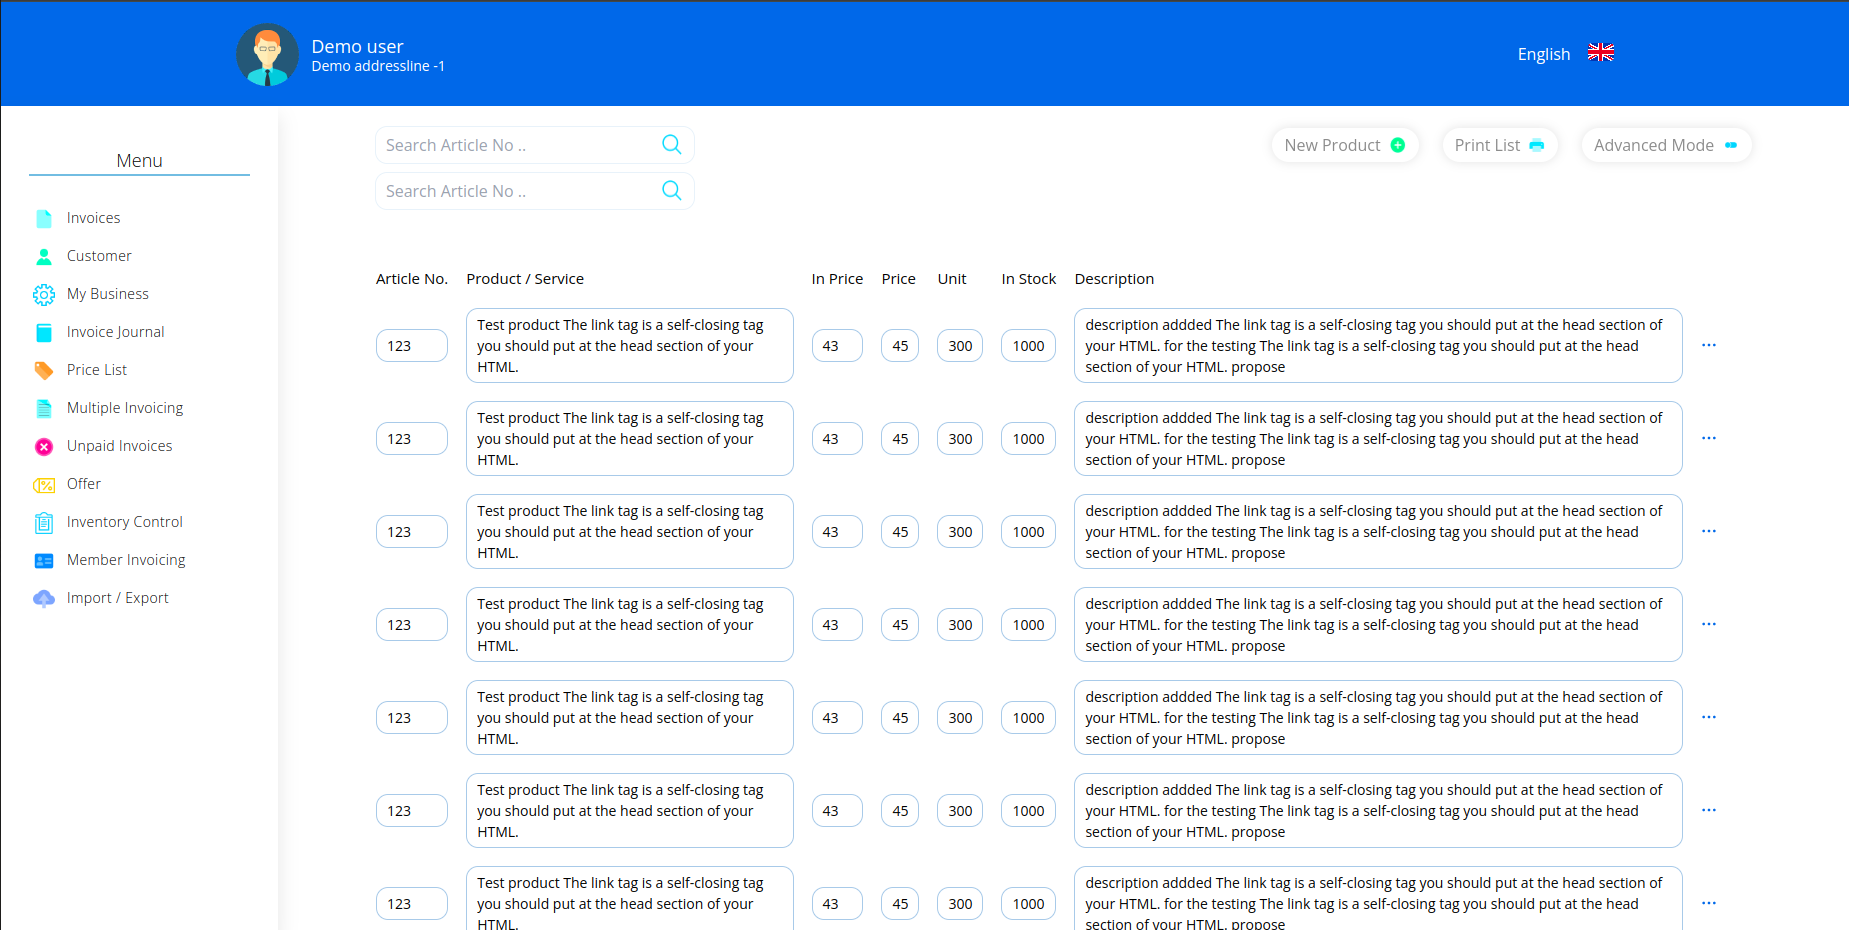 Demo user
Demo addressline -1
English
Search Article No ..
New Product
Print List
Advanced Mode
Search Article No ..
Menu
Invoices
Customer
My Business
Invoice Journal
Price List
Multiple Invoicing
Unpaid Invoices
Offer
Inventory Control
Member Invoicing
Import / Export
Article No. Product / Service In Price Price Unit In Stock Description
123
Test product The link tag is a self-closing tag
you should put at the head section of your
HTML.
43
45
300
1000
description addded The link tag is a self-closing tag you should put at the head section of
your HTML. for the testing The link tag is a self-closing tag you should put at the head
section of your HTML. propose
...
123
Test product The link tag is a self-closing tag
you should put at the head section of your
HTML.
43
45
300
1000
description addded The link tag is a self-closing tag you should put at the head section of
your HTML. for the testing The link tag is a self-closing tag you should put at the head
section of your HTML. propose
...
123
Test product The link tag is a self-closing tag
you should put at the head section of your
HTML.
43
45
300
1000
description addded The link tag is a self-closing tag you should put at the head section of
your HTML. for the testing The link tag is a self-closing tag you should put at the head
section of your HTML. propose
...
123
Test product The link tag is a self-closing tag
you should put at the head section of your
HTML.
43
45
300
1000
description addded The link tag is a self-closing tag you should put at the head section of
your HTML. for the testing The link tag is a self-closing tag you should put at the head
section of your HTML. propose
...
123
Test product The link tag is a self-closing tag
you should put at the head section of your
HTML.
43
45
300
1000
description addded The link tag is a self-closing tag you should put at the head section of
your HTML. for the testing The link tag is a self-closing tag you should put at the head
section of your HTML. propose
...
123
Test product The link tag is a self-closing tag
you should put at the head section of your
HTML.
43
45
300
1000
description addded The link tag is a self-closing tag you should put at the head section of
your HTML. for the testing The link tag is a self-closing tag you should put at the head
section of your HTML. propose
...
123
Test product The link tag is a self-closing tag
you should put at the head section of your
HTML.
43
45
300
1000
description addded The link tag is a self-closing tag you should put at the head section of
your HTML. for the testing The link tag is a self-closing tag you should put at the head
section of your HTML. propose
...